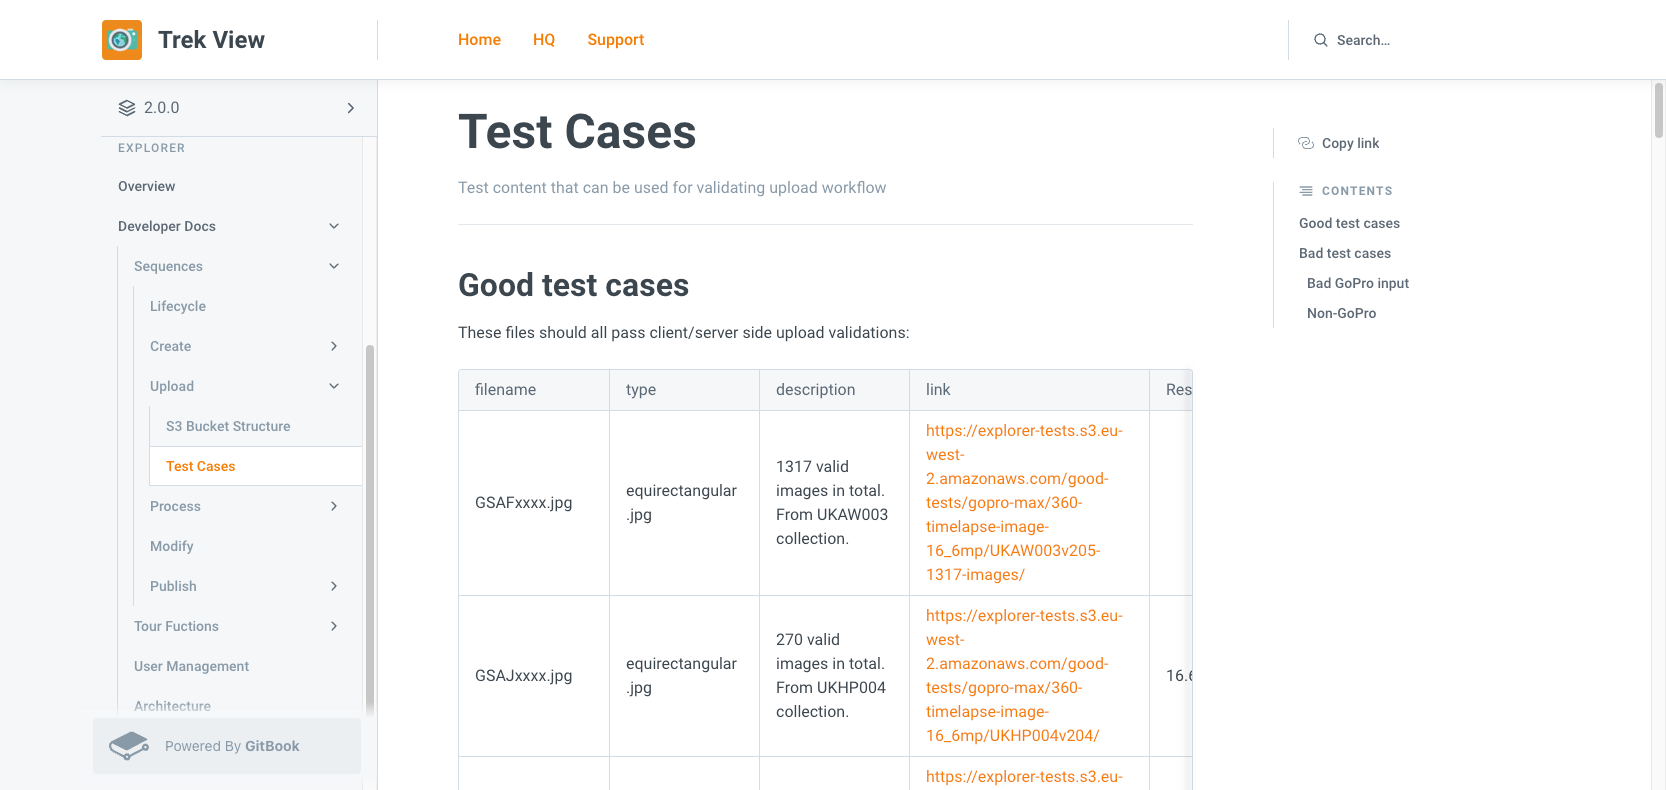 Trek View
Home
HQ
Support
Search...
2.0.0
EXPLORER
Overview
Developer Docs
Sequences
Lifecycle
Create
Upload
S3 Bucket Structure
Test Cases
Process
Modify
Publish
Tour Fuctions
User Management
Architecture
Powered By GitBook
Test Cases
Test content that can be used for validating upload workflow
Good test cases
These files should all pass client/server side upload validations:
filename
type
description
link
Res
GSAFxxxx.jpg
equirectangular
.jpg
1317 valid
images in total.
From UKAW003
collection.
https://explorer-tests.s3.eu-
west-
2.amazonaws.com/good-
tests/gopro-max/360-
timelapse-image-
16_6mp/UKAW003v205-
1317-images/
GSAJxxxx.jpg
equirectangular
.jpg
270 valid
images in total.
From UKHP004
collection.
https://explorer-tests.s3.eu-
west-
2.amazonaws.com/good-
tests/gopro-max/360-
timelapse-image-
16_6mp/UKHP004v204/
16.6
https://explorer-tests.s3.eu-
Copy link
CONTENTS
Good test cases
Bad test cases
Bad GoPro input
Non-GoPro